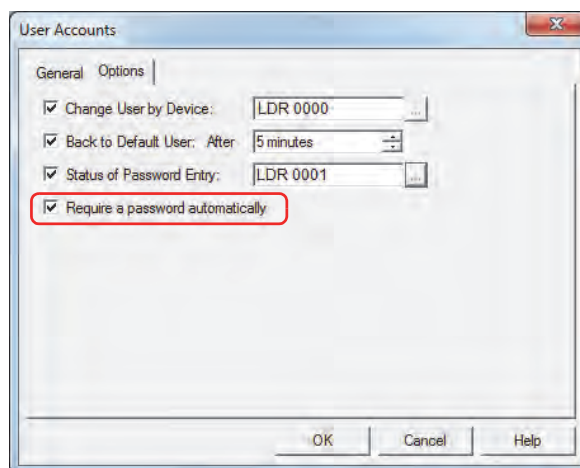 User Accounts
General Options
Change User by Device: LDR 0000 ...
Back to Default User: After 5 minutes
Status of Password Entry: LDR 0001 ...
Require a password automatically
OK Cancel Help